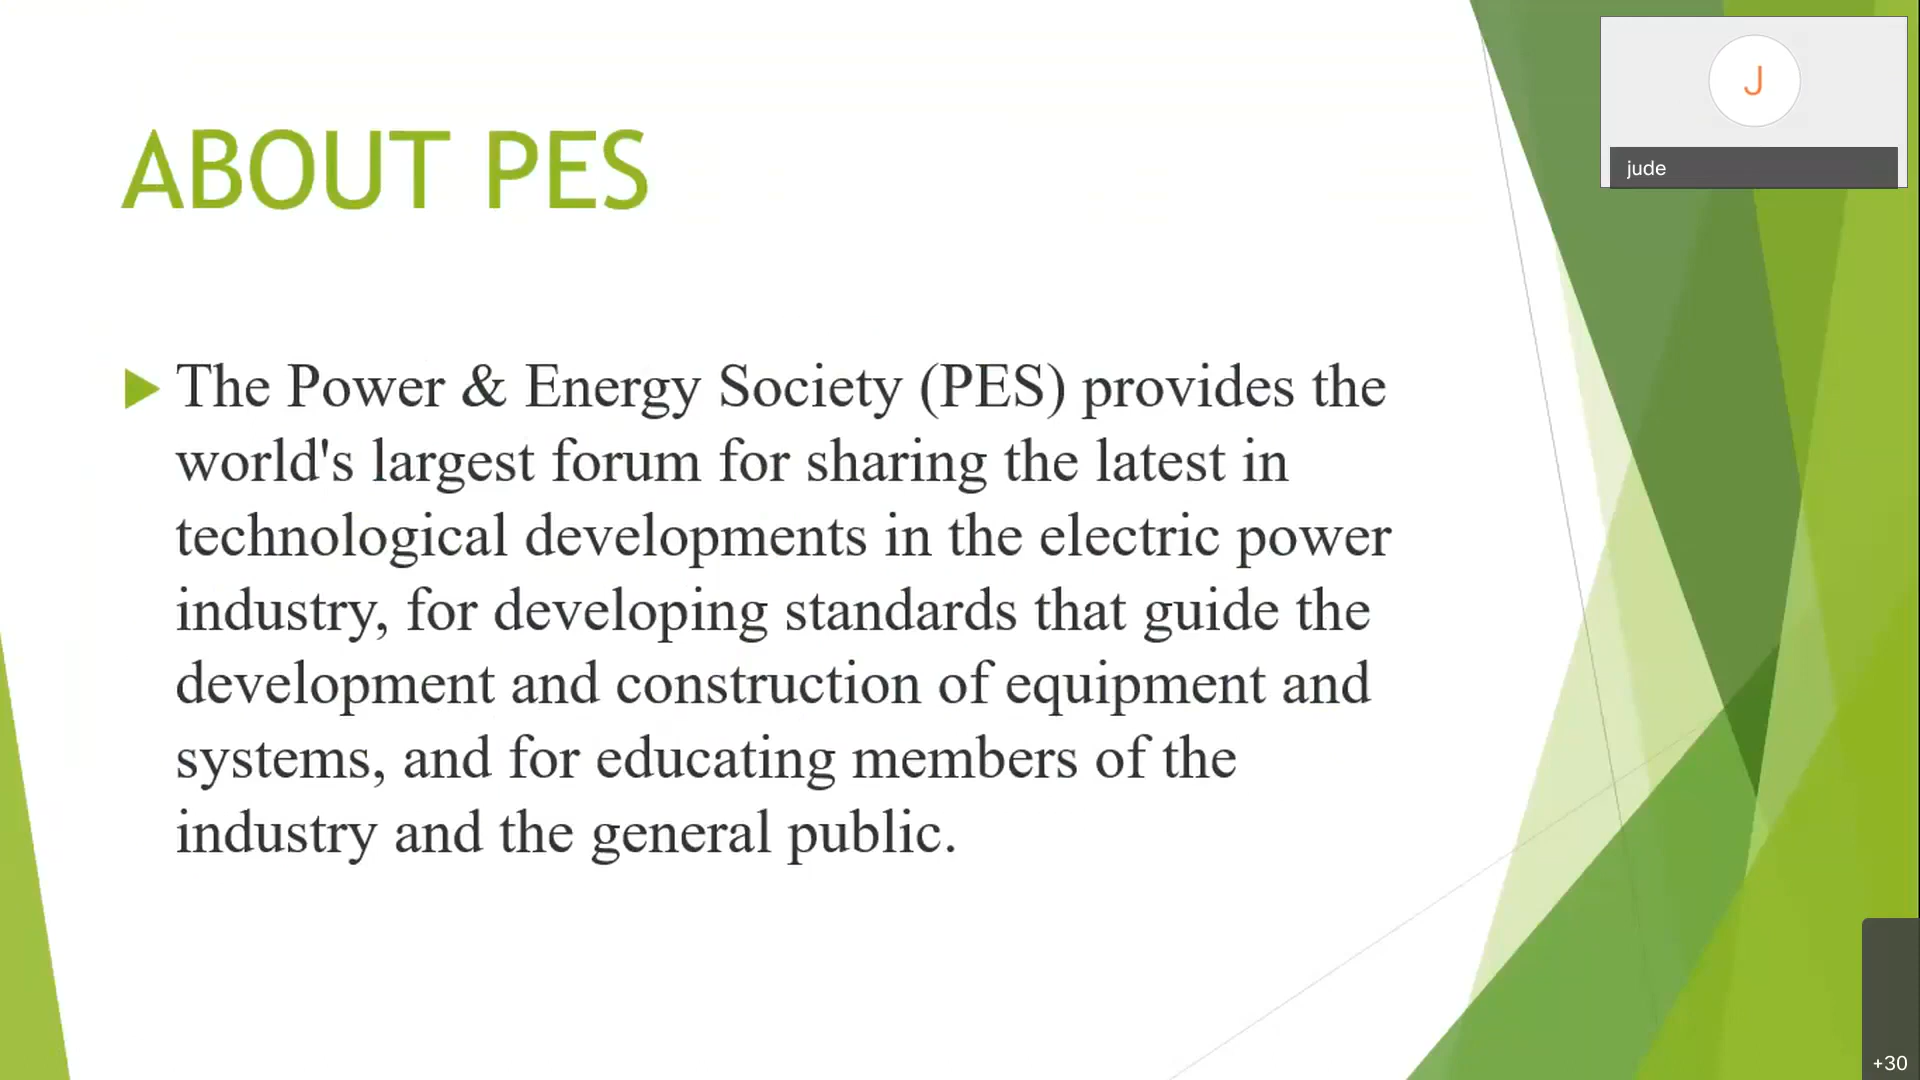 ABOUT PES
The Power & Energy Society (PES) provides the
world's largest forum for sharing the latest in
technological developments in the electric power
industry, for developing standards that guide the
development and construction of equipment and
systems, and for educating members of the
industry and the general public.
J
jude
+30